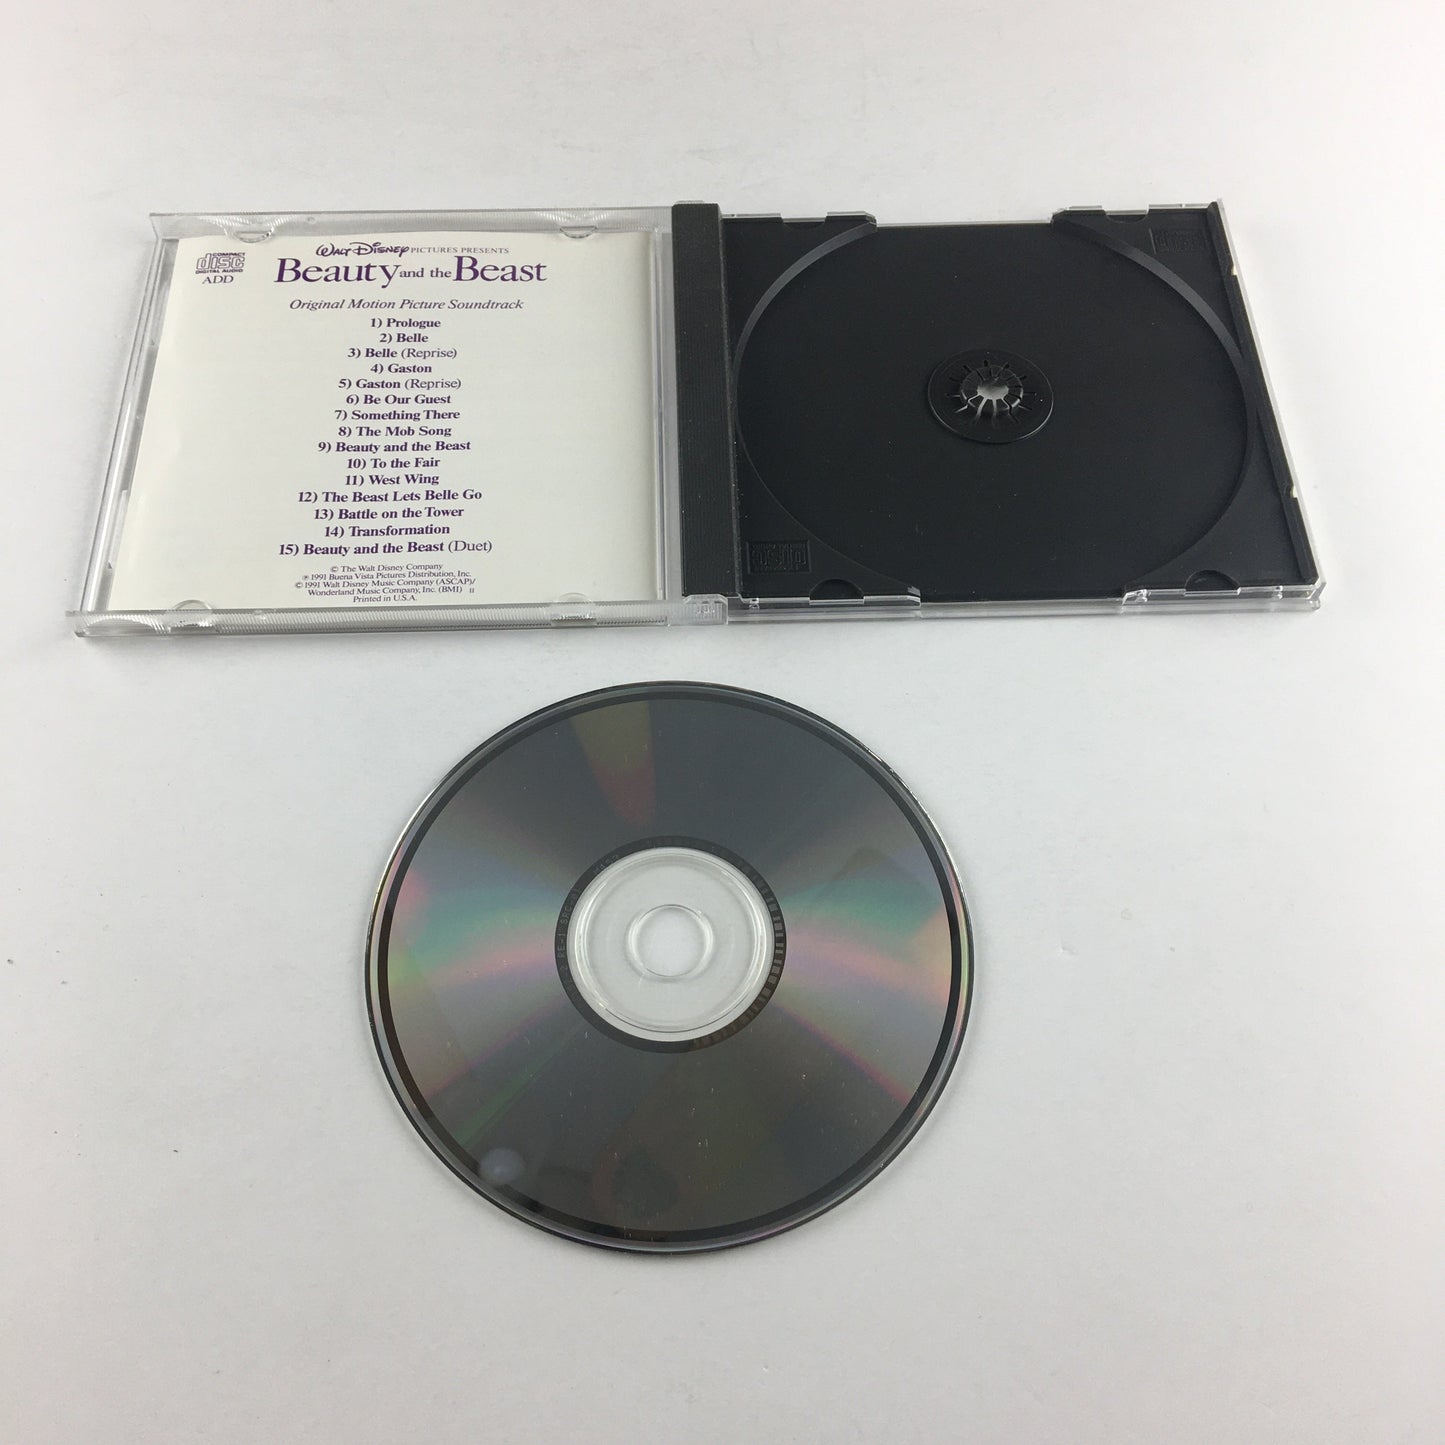 COMPACT
disc
DIGITAL AUDIO
ADD
WALT DISNEY PICTURES PRESENTS
Beauty and the Beast
Original Motion Picture Soundtrack
1) Prologue
2) Belle
3) Belle (Reprise)
4) Gaston
5) Gaston (Reprise)
6) Be Our Guest
7) Something There
8) The Mob Song
9) Beauty and the Beast
10) To the Fair
11) West Wing
12) The Beast Lets Belle Go
13) Battle on the Tower
14) Transformation
15) Beauty and the Beast (Duet)
© The Walt Disney Company
℗ 1991 Buena Vista Pictures Distribution, Inc.
© 1991 Walt Disney Music Company (ASCAP)/
Wonderland Music Company, Inc. (BMI) II
Printed in U.S.A.